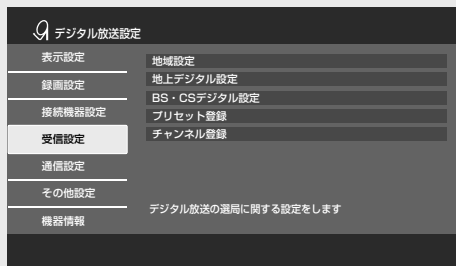 デジタル放送設定
表示設定
録画設定
接続機器設定
受信設定
通信設定
その他設定
機器情報
地域設定
地上デジタル設定
BS・CSデジタル設定
プリセット登録
チャンネル登録
デジタル放送の選局に関する設定をします